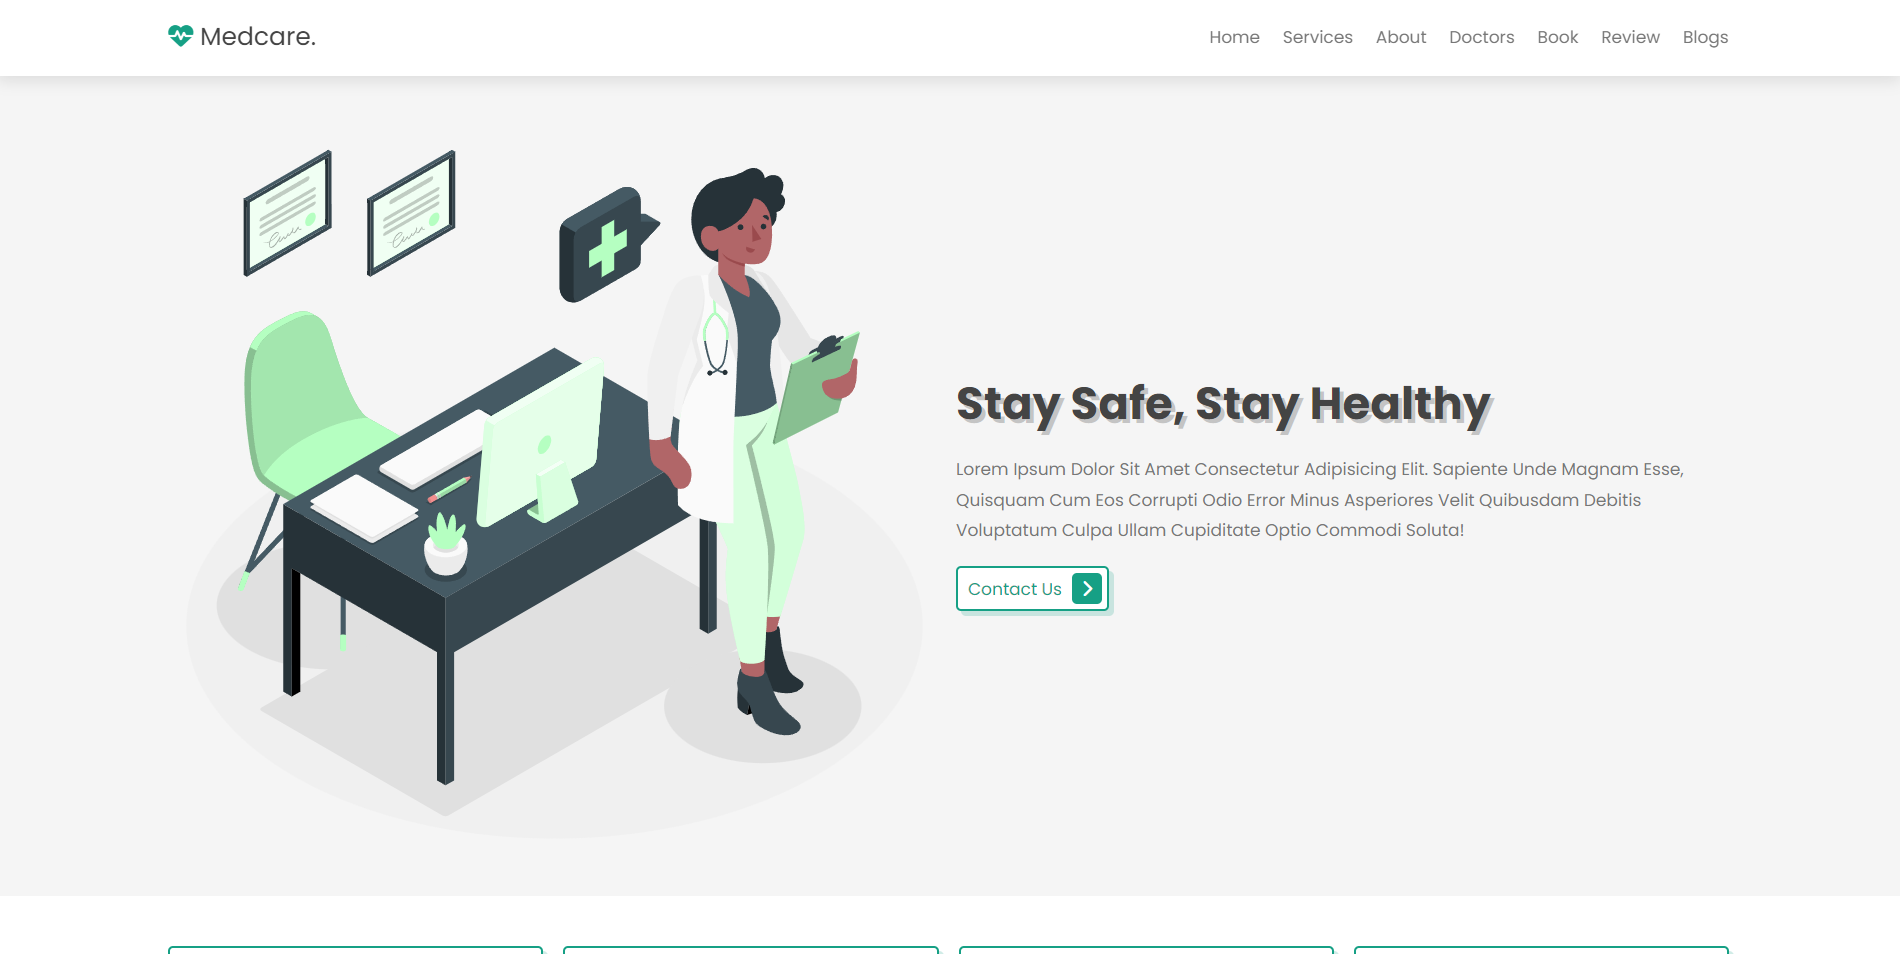 Medcare.
Home Services About Doctors Book Review Blogs
Stay Safe, Stay Healthy
Lorem Ipsum Dolor Sit Amet Consectetur Adipisicing Elit. Sapiente Unde Magnam Esse,
Quisquam Cum Eos Corrupti Odio Error Minus Asperiores Velit Quibusdam Debitis
Voluptatum Culpa Ullam Cupiditate Optio Commodi Soluta!
Contact Us